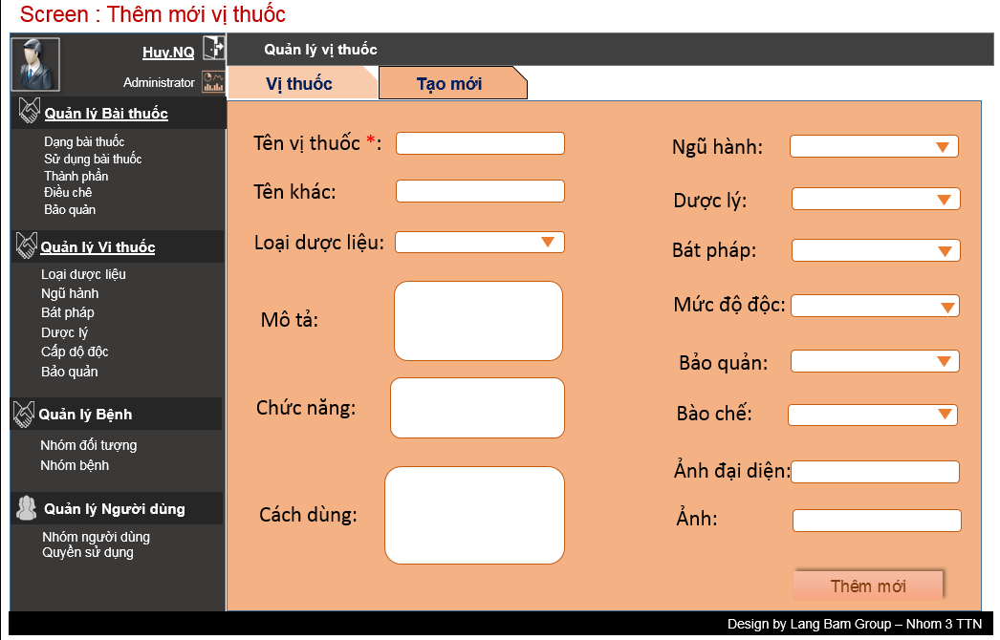 Screen : Thêm mới vị thuốc
Huy.NQ
Administrator
Quản lý Bài thuốc
Dạng bài thuốc
Sử dụng bài thuốc
Thành phần
Điều chê
Bảo quản
Quản lý Vị thuốc
Loại dược liệu
Ngũ hành
Bát pháp
Dược lý
Cấp dộ độc
Bảo quản
Quản lý Bệnh
Nhóm đối tượng
Nhóm bệnh
Quản lý Người dùng
Nhóm người dùng
Quyền sử dụng
Quản lý vị thuốc
Vị thuốc
Tạo mới
Tên vị thuốc *:
Tên khác:
Loại dược liệu:
Mô tả:
Chức năng:
Cách dùng:
Ngũ hành:
Dược lý:
Bát pháp:
Mức độ độc:
Bảo quản:
Bào chế:
Ảnh đại diện:
Ảnh:
Thêm mới
Design by Lang Bam Group – Nhom 3 TTN